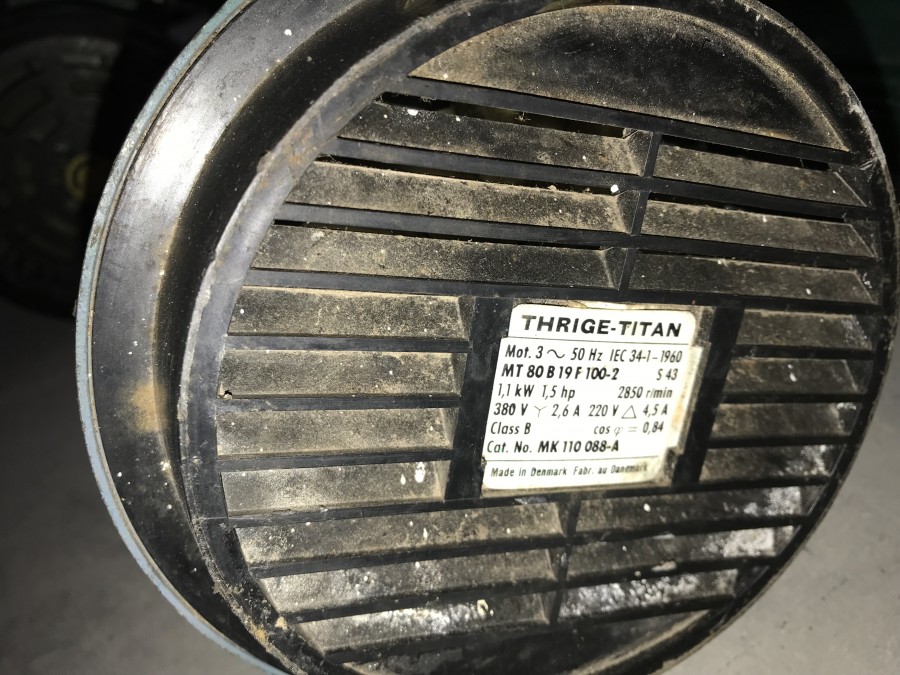 THRIGE-TITAN
Mot. 3 ~ 50 Hz IEC 34-1-1960
MT 80 B 19 F 100-2 S 43
1,1 kW 1,5 hp 2850 r/min
380 V Y 2,6 A 220 V △ 4,5 A
Class B cos φ = 0,84
Cat. No. MK 110 088-A
Made in Denmark Fabr. au Danemark